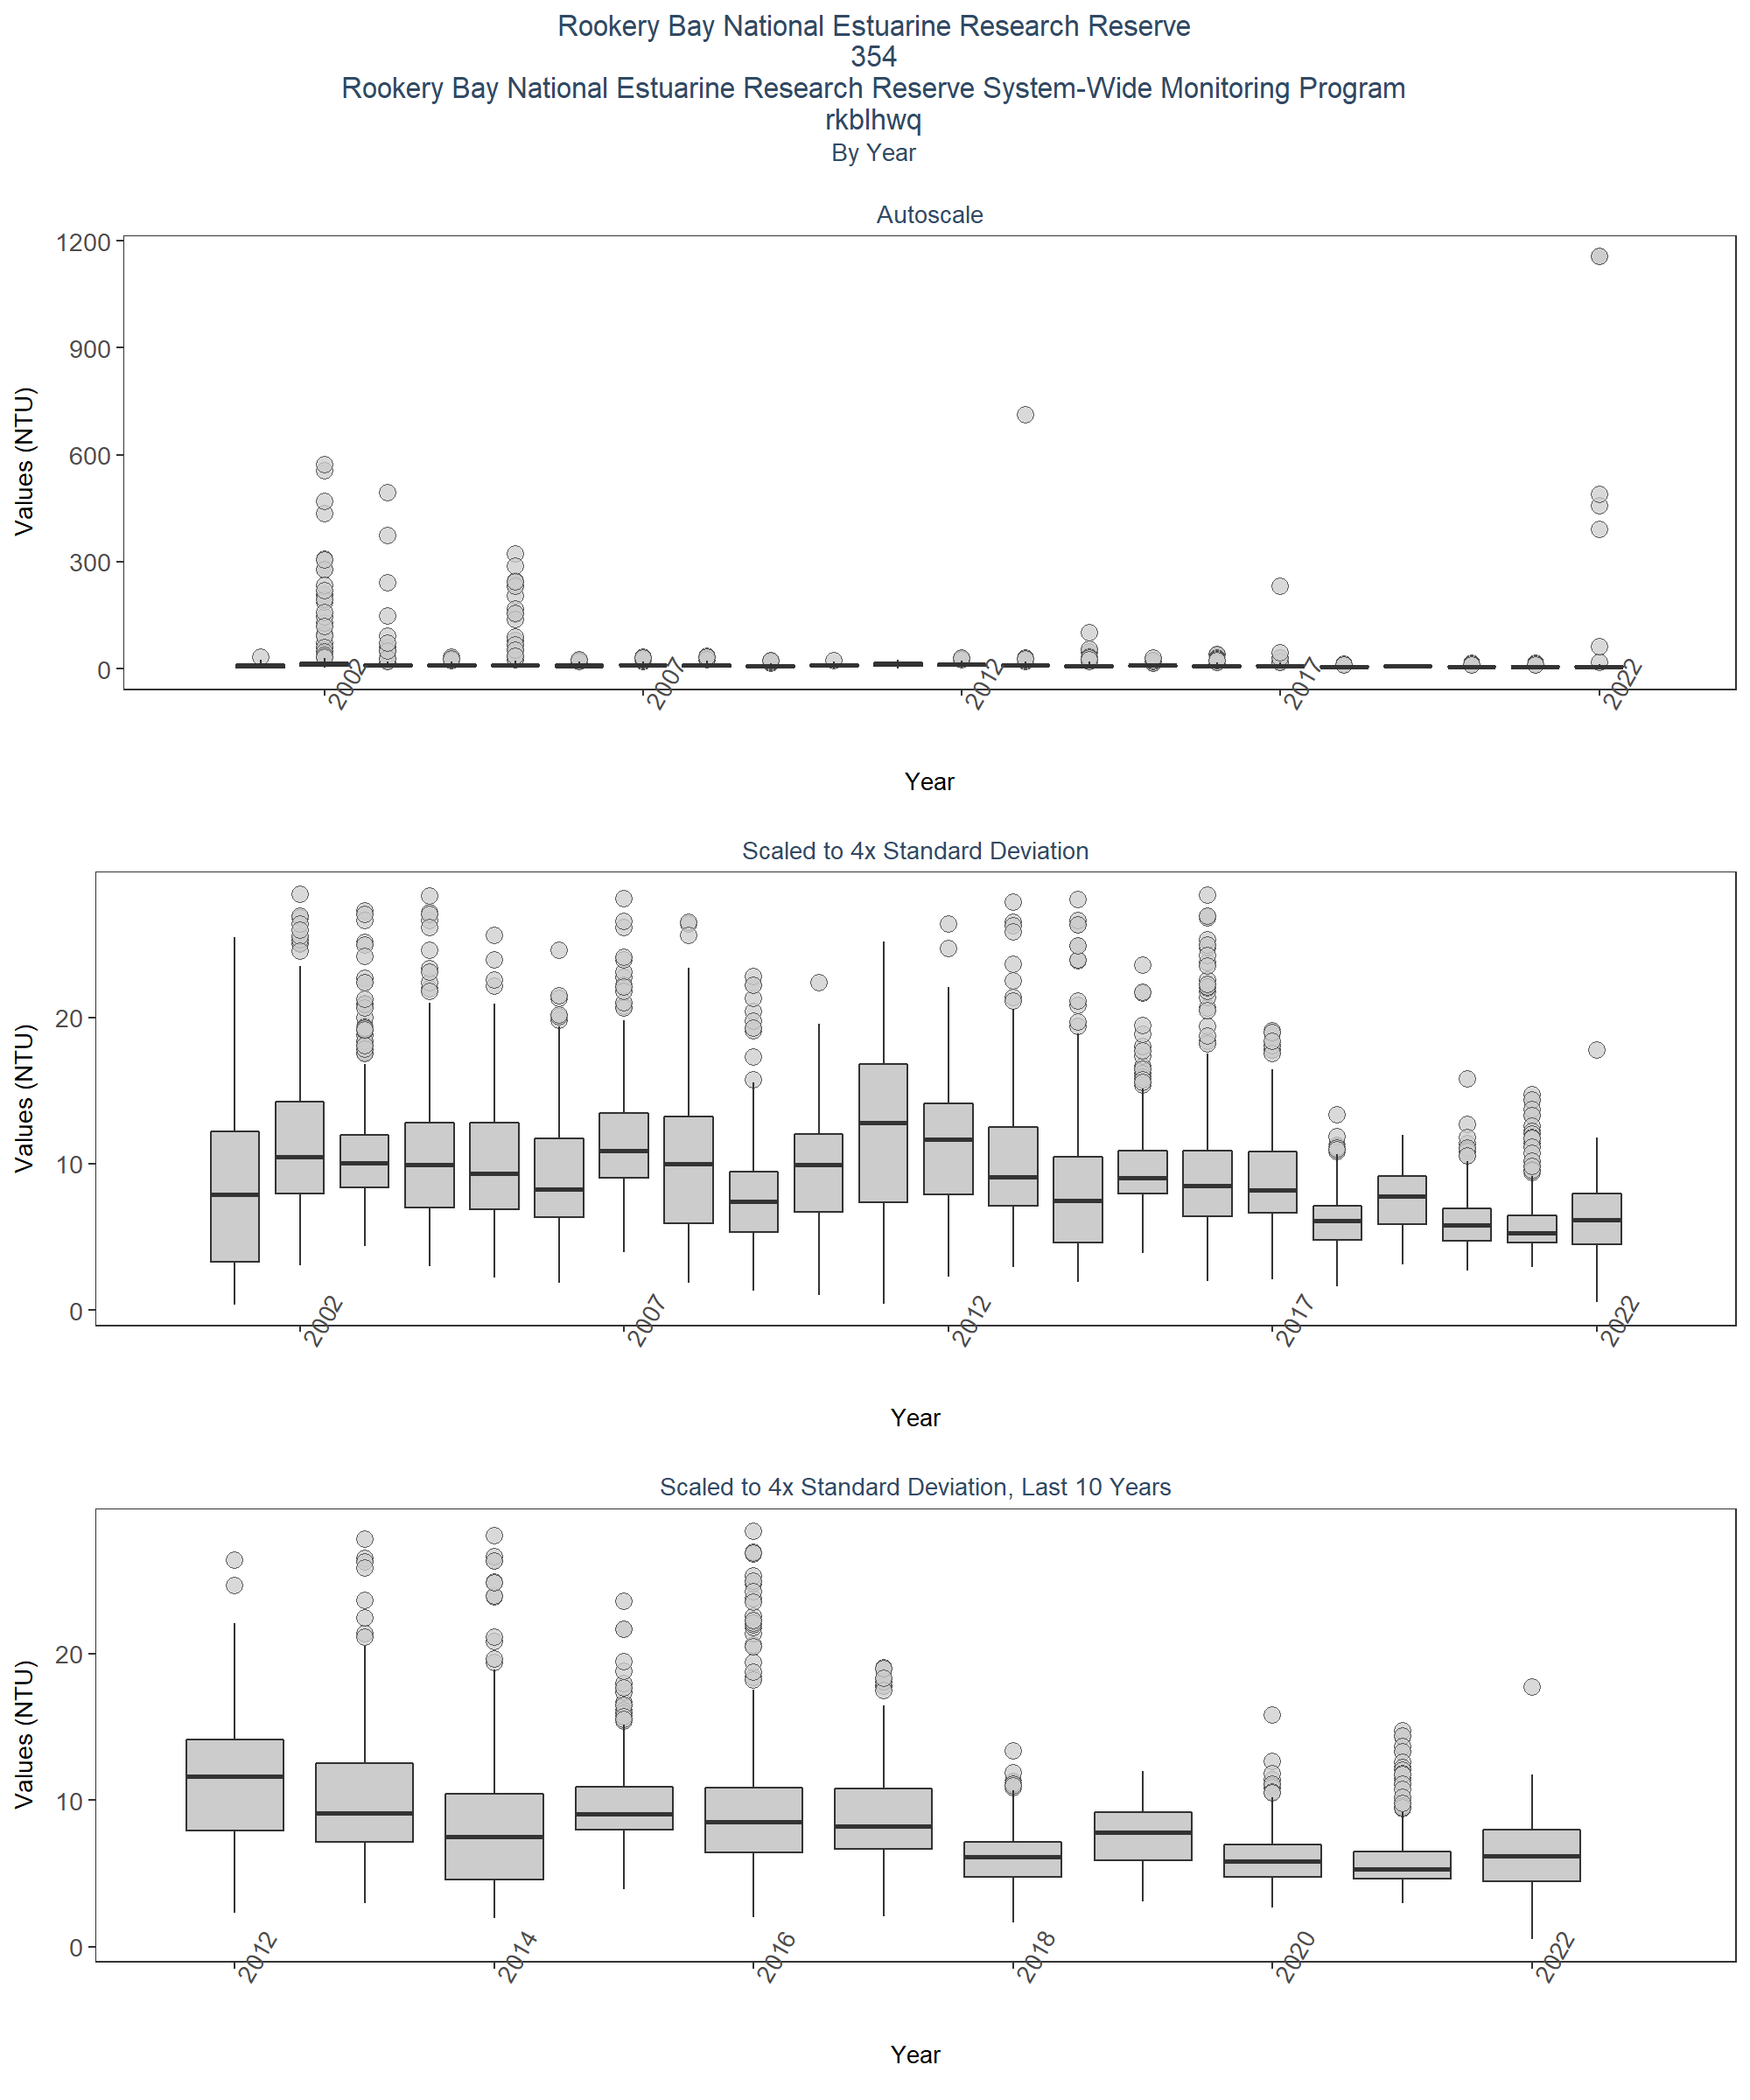 Rookery Bay National Estuarine Research Reserve
354
Rookery Bay National Estuarine Research Reserve System-Wide Monitoring Program
rkblhwq
By Year
Autoscale
Values (NTU)
1200
900
600
300
0
2002
2007
2012
2017
2022
Year
Scaled to 4x Standard Deviation
Values (NTU)
20
10
0
2002
2007
2012
2017
2022
Year
Scaled to 4x Standard Deviation, Last 10 Years
Values (NTU)
20
10
0
2012
2014
2016
2018
2020
2022
Year